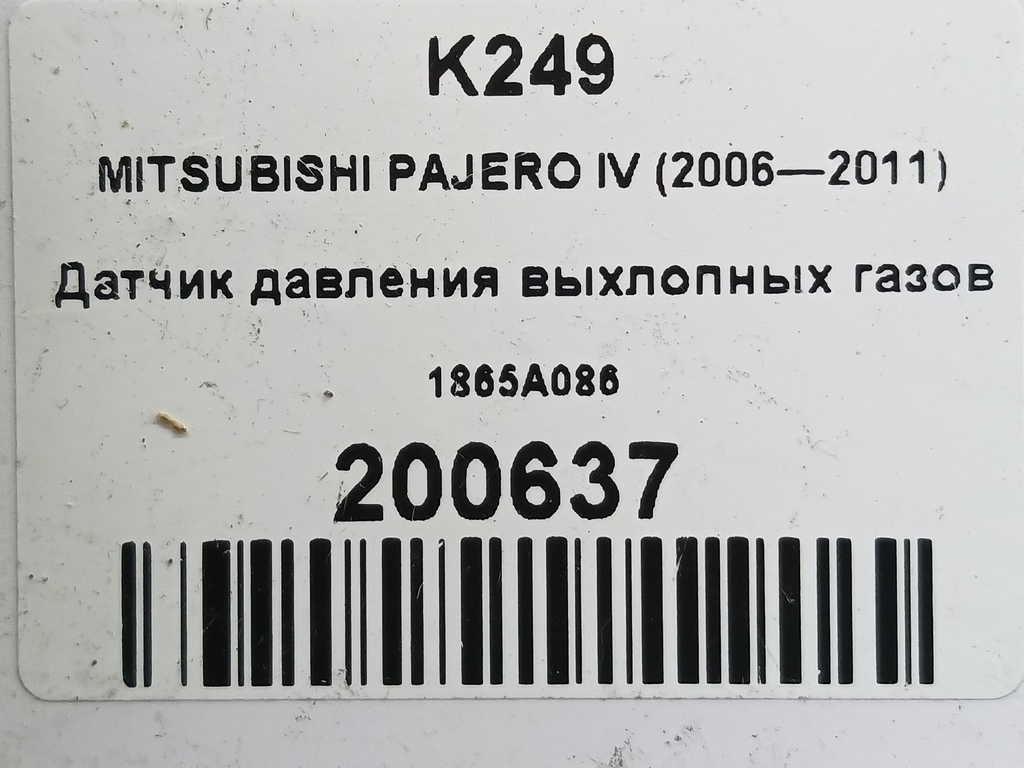 K249
MITSUBISHI PAJERO IV (2006—2011)
Датчик давления выхлопных газов
1865A086
200637